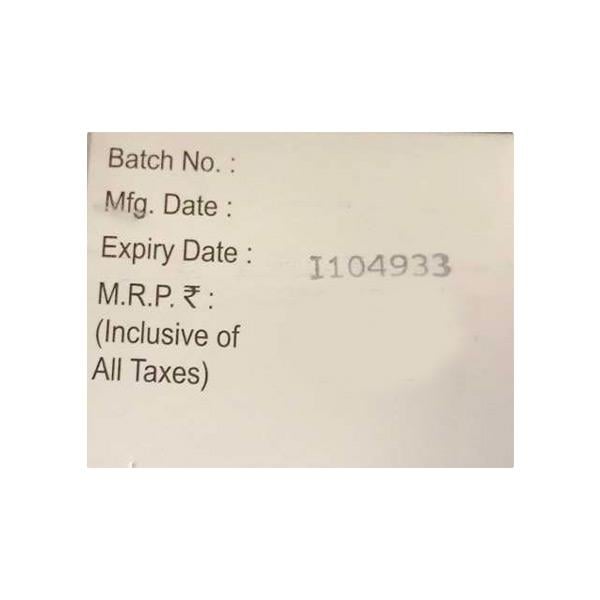 Batch No. :
Mfg. Date :
Expiry Date : I104933
M.R.P. ₹ :
(Inclusive of
All Taxes)